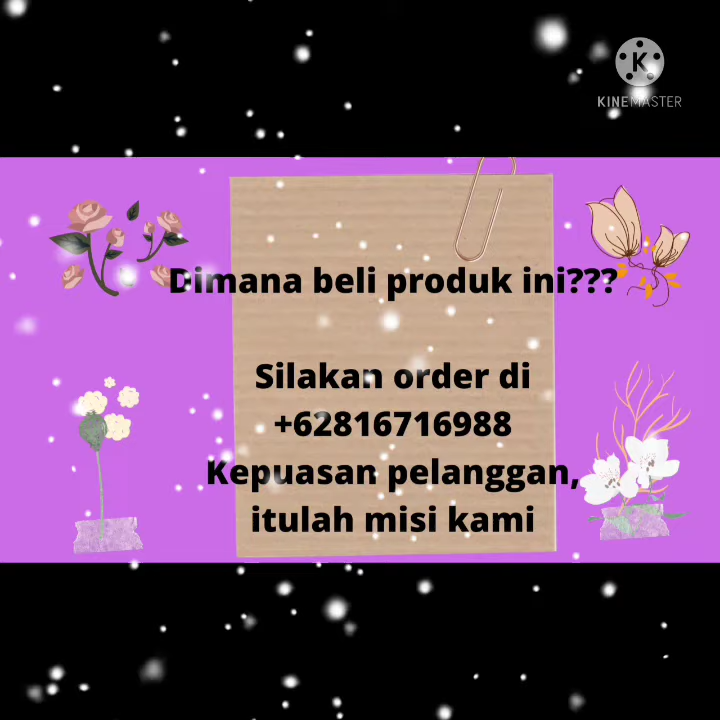 KINEMASTER
Dimana beli produk ini???
Silakan order di
+62816716988
Kepuasan pelanggan,
itulah misi kami